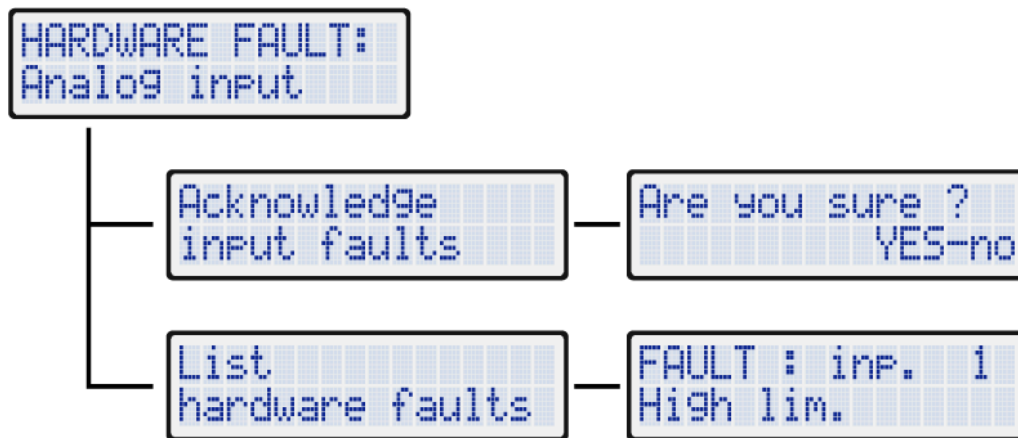 HARDWARE FAULT:
Analog input
Acknowledge
input faults
Are you sure ?
YES-no
List
hardware faults
FAULT : inp. 1
High lim.